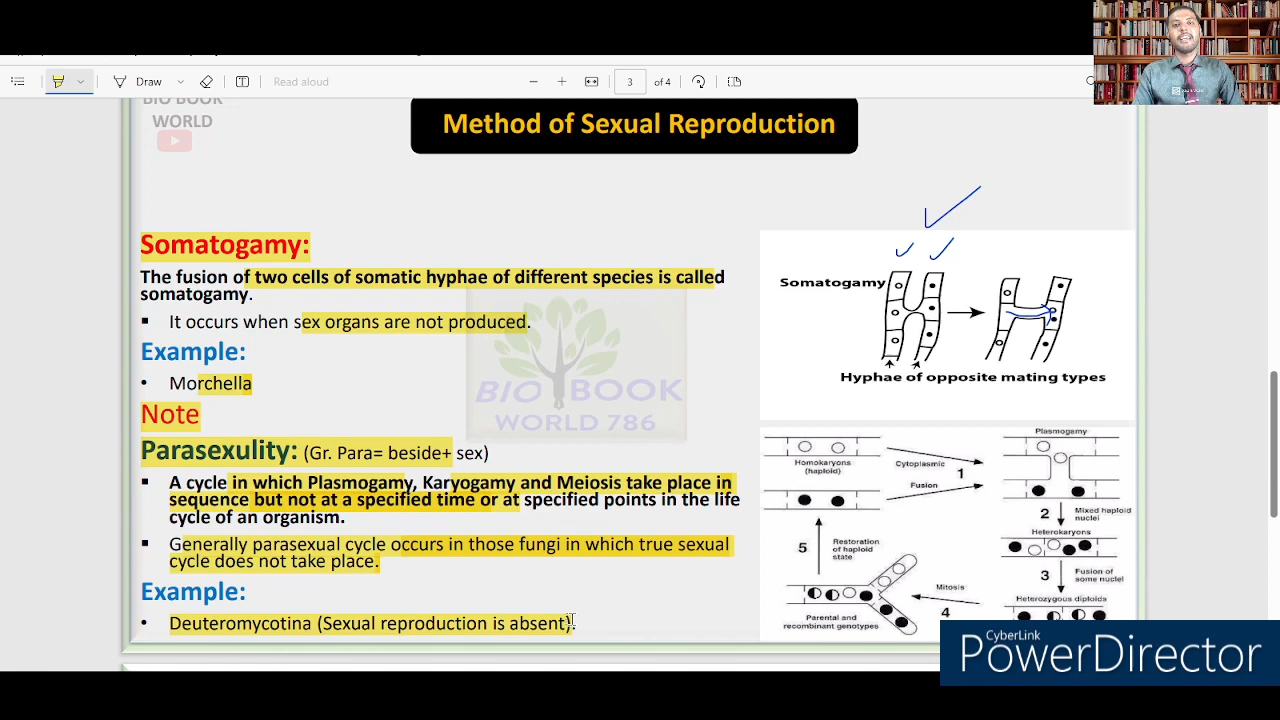 Draw
Read aloud
3
of 4
BIO BOOK
WORLD
Method of Sexual Reproduction
Somatogamy:
The fusion of two cells of somatic hyphae of different species is called
somatogamy.
▪ It occurs when sex organs are not produced.
Example:
• Morchella
Note
Parasexulity: (Gr. Para= beside+ sex)
▪ A cycle in which Plasmogamy, Karyogamy and Meiosis take place in
sequence but not at a specified time or at specified points in the life
cycle of an organism.
▪ Generally parasexual cycle occurs in those fungi in which true sexual
cycle does not take place.
Example:
• Deuteromycotina (Sexual reproduction is absent).
BIO BOOK
WORLD 786
Somatogamy
Hyphae of opposite mating types
Homokaryons
(haploid)
Cytoplasmic
1
Fusion
Plasmogamy
2
Mixed haploid
nuclei
Heterokaryons
3
Fusion of
some nuclei
Heterozygous diploids
Mitosis
4
Parental and
recombinant genotypes
5
Restoration
of haploid
state
CyberLink
PowerDirector